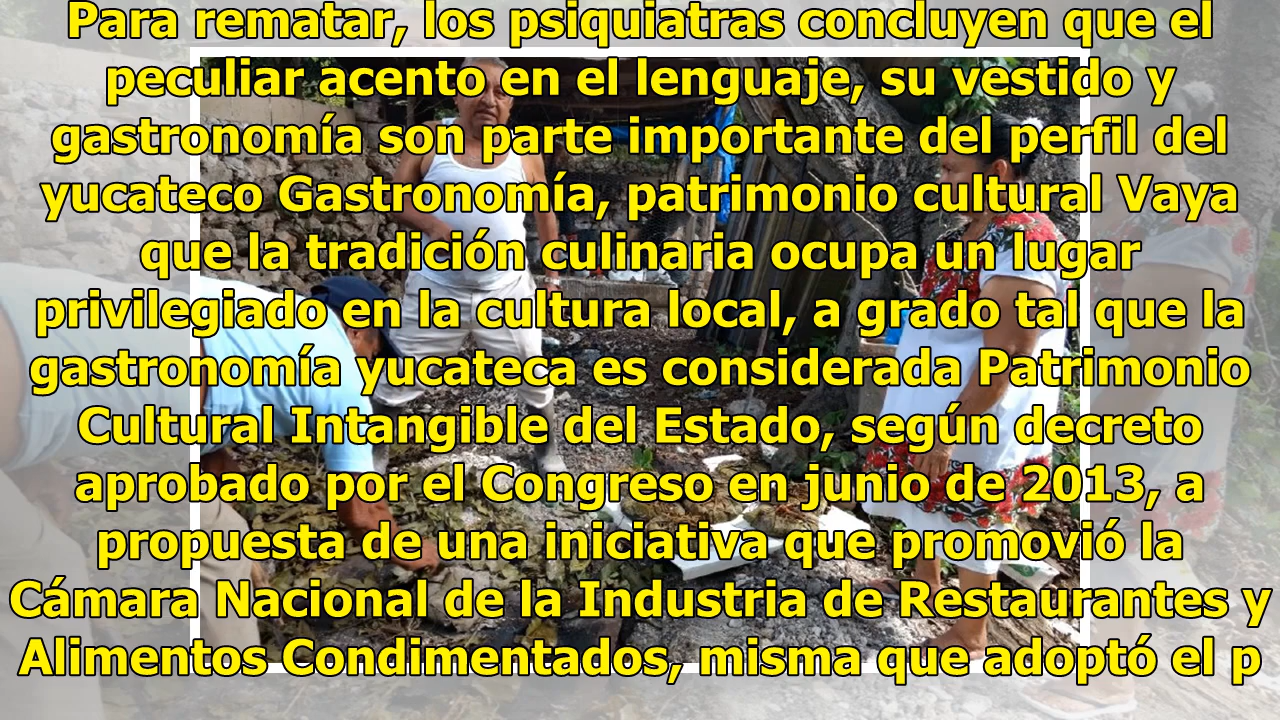 Para rematar, los psiquiatras concluyen que el
peculiar acento en el lenguaje, su vestido y
gastronomía son parte importante del perfil del
yucateco Gastronomía, patrimonio cultural Vaya
que la tradición culinaria ocupa un lugar
privilegiado en la cultura local, a grado tal que la
gastronomía yucateca es considerada Patrimonio
Cultural Intangible del Estado, según decreto
aprobado por el Congreso en junio de 2013, a
propuesta de una iniciativa que promovió la
Cámara Nacional de la Industria de Restaurantes y
Alimentos Condimentados, misma que adoptó el p